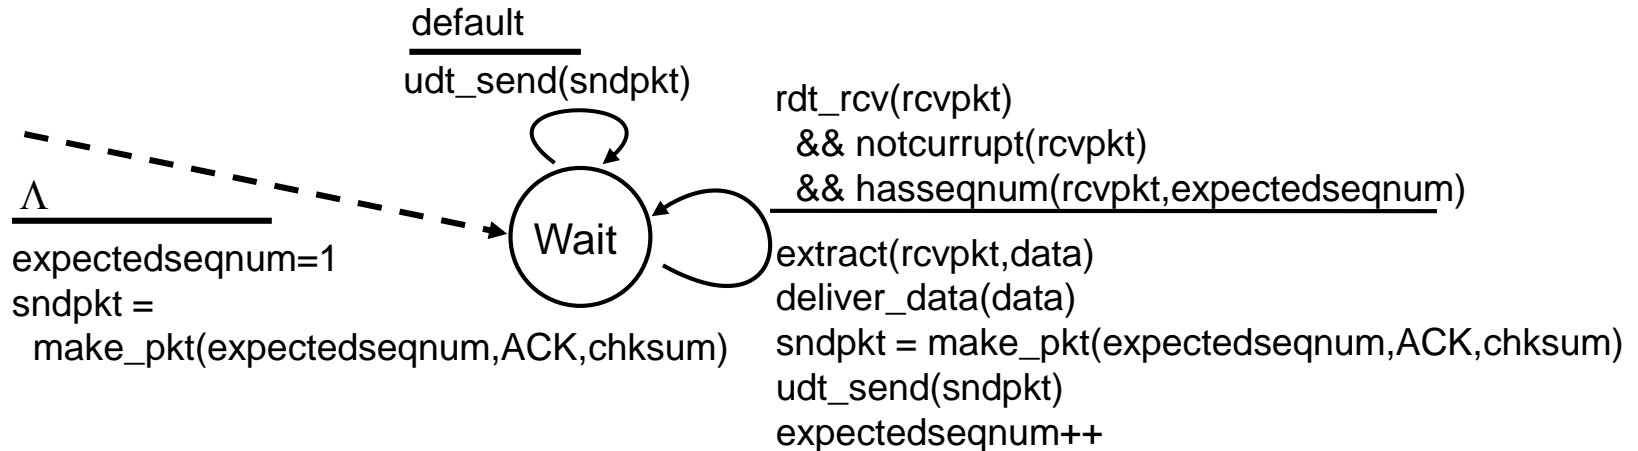 default
udt_send(sndpkt)
rdt_rcv(rcvpkt)
&& notcurrupt(rcvpkt)
&& hasseqnum(rcvpkt,expectedseqnum)
Λ
Wait
expectedseqnum=1
sndpkt =
make_pkt(expectedseqnum,ACK,chksum)
extract(rcvpkt,data)
deliver_data(data)
sndpkt = make_pkt(expectedseqnum,ACK,chksum)
udt_send(sndpkt)
expectedseqnum++